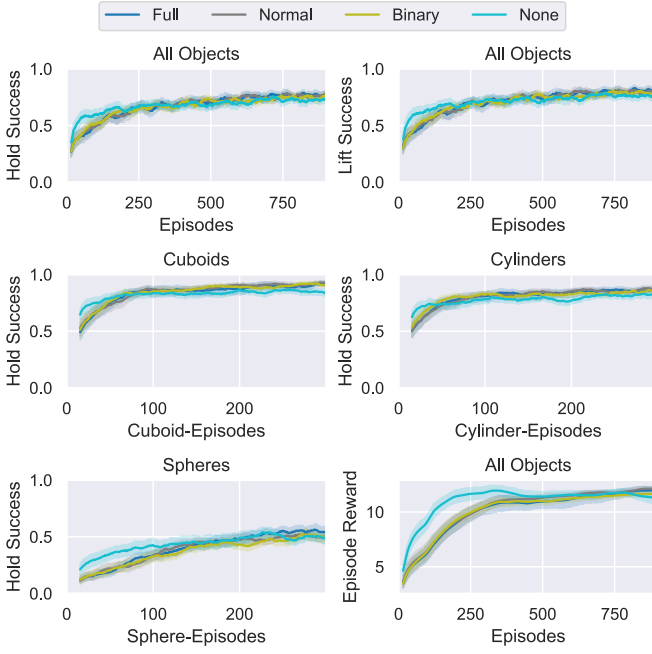 Full Normal Binary None
All Objects All Objects
Hold Success
1.0
0.5
0.0
0 250 500 750
Episodes
Lift Success
1.0
0.5
0.0
0 250 500 750
Episodes
Cuboids Cylinders
Hold Success
1.0
0.5
0.0
0 100 200
Cuboid-Episodes
Hold Success
1.0
0.5
0.0
0 100 200
Cylinder-Episodes
Spheres All Objects
Hold Success
1.0
0.5
0.0
0 100 200
Sphere-Episodes
Episode Reward
10
5
0 250 500 750
Episodes